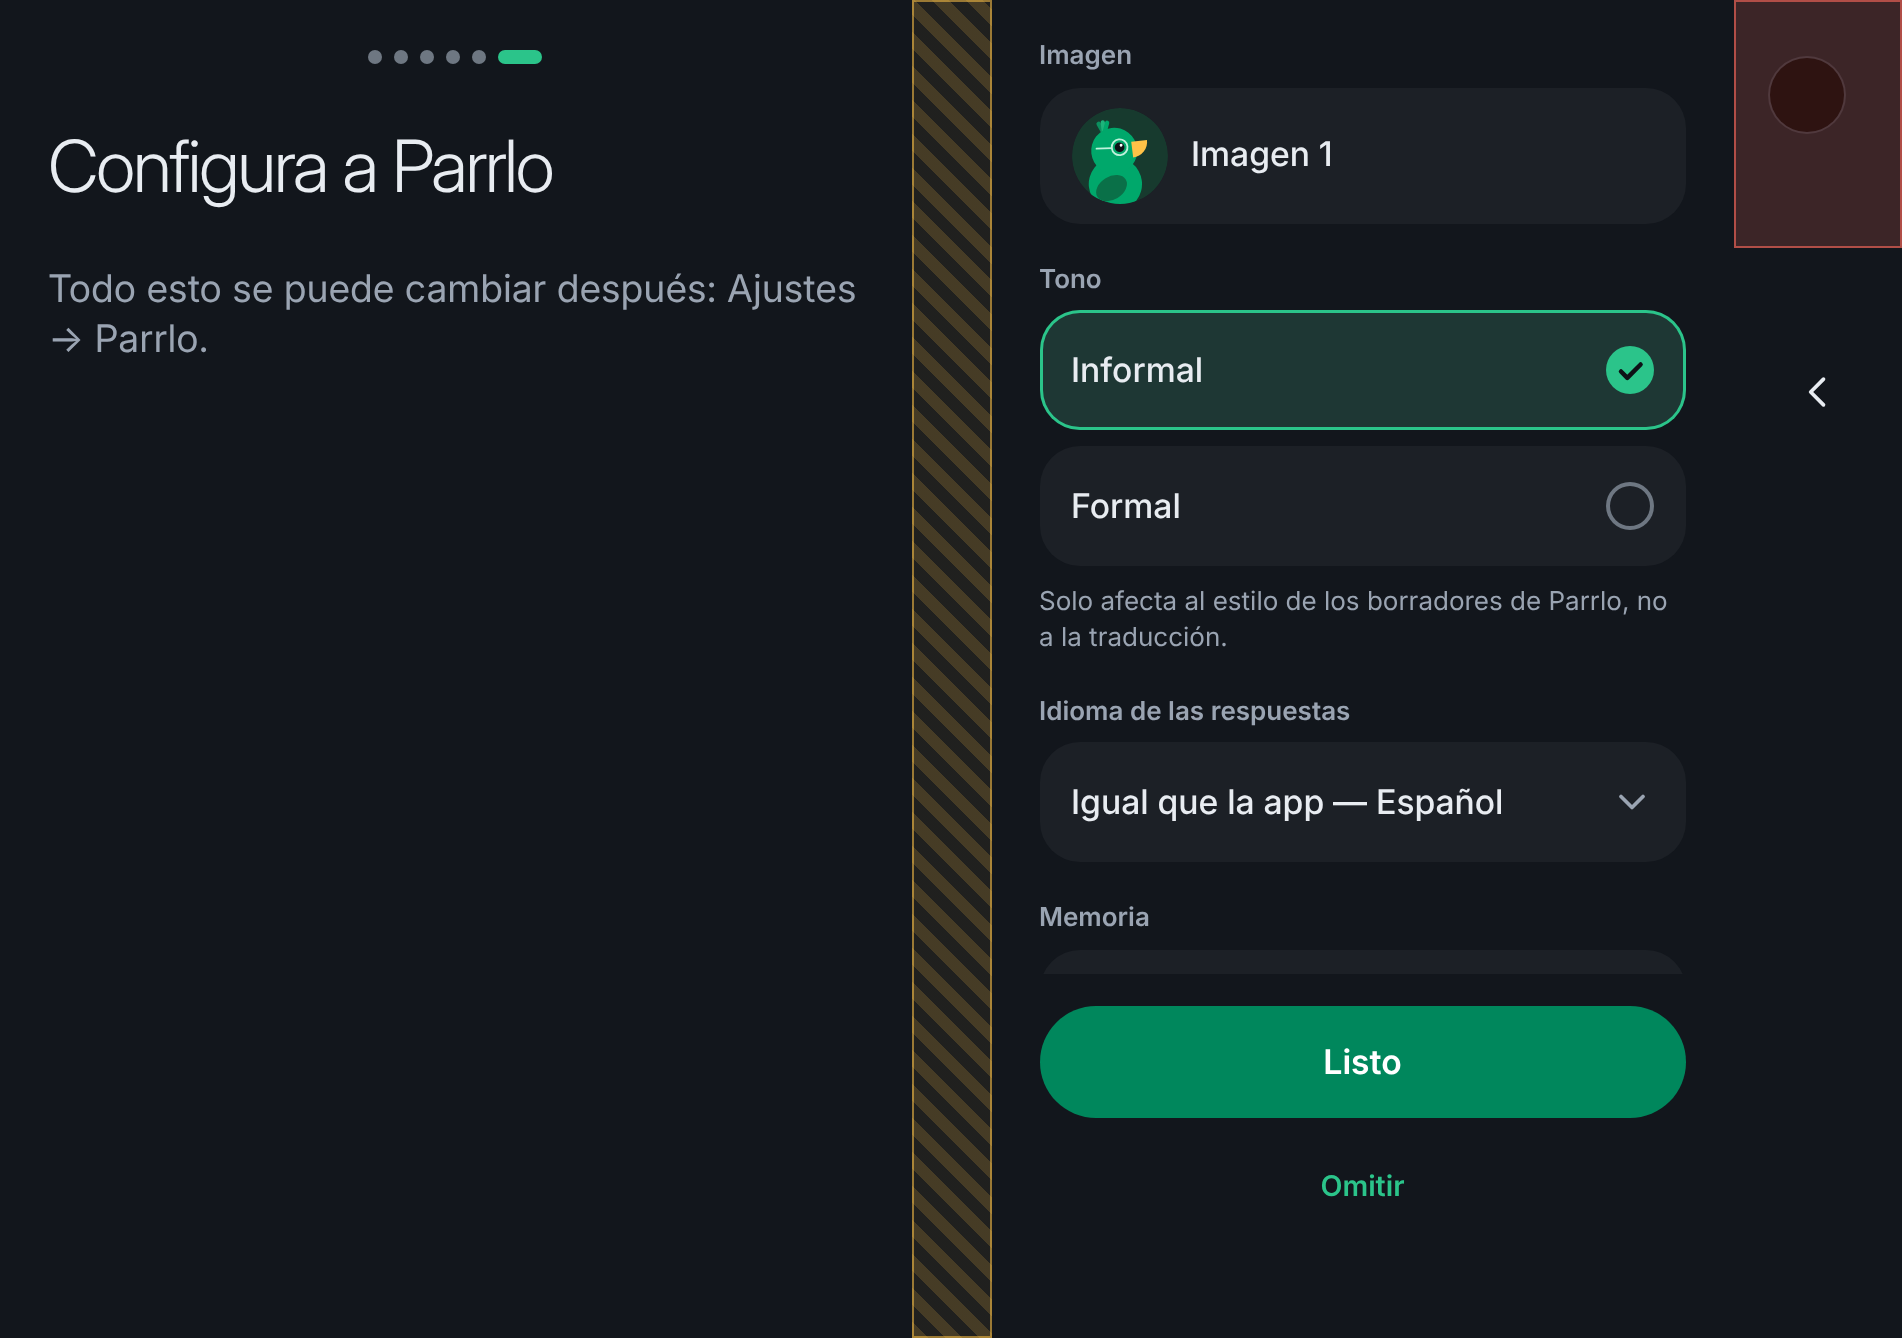 Configura a Parrlo
Todo esto se puede cambiar después: Ajustes
→ Parrlo.
Imagen
Imagen 1
Tono
Informal
Formal
Solo afecta al estilo de los borradores de Parrlo, no
a la traducción.
Idioma de las respuestas
Igual que la app — Español
Memoria
Listo
Omitir